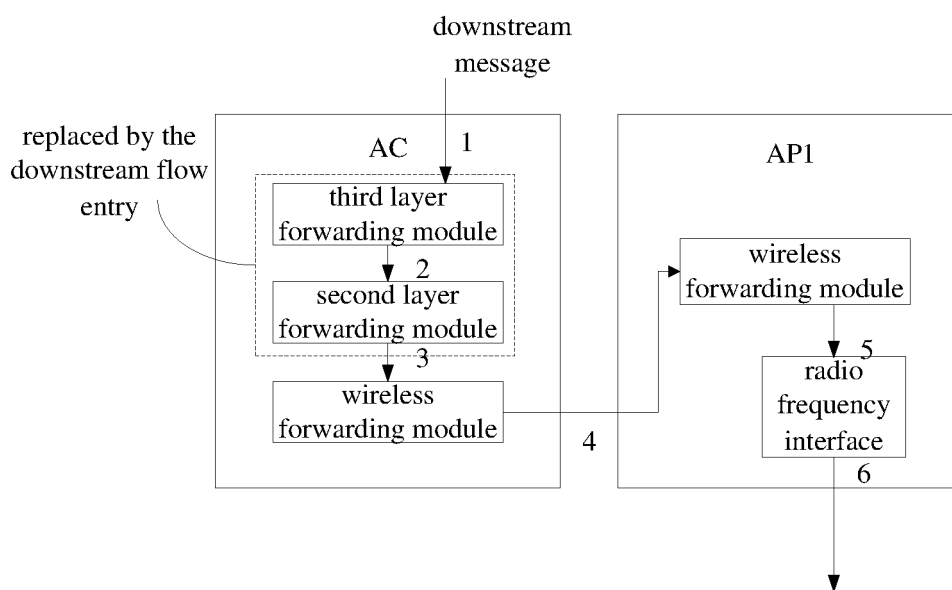 downstream
message
replaced by the
downstream flow
entry
AC
1
third layer
forwarding module
2
second layer
forwarding module
3
wireless
forwarding module
4
AP1
wireless
forwarding module
5
radio
frequency
interface
6